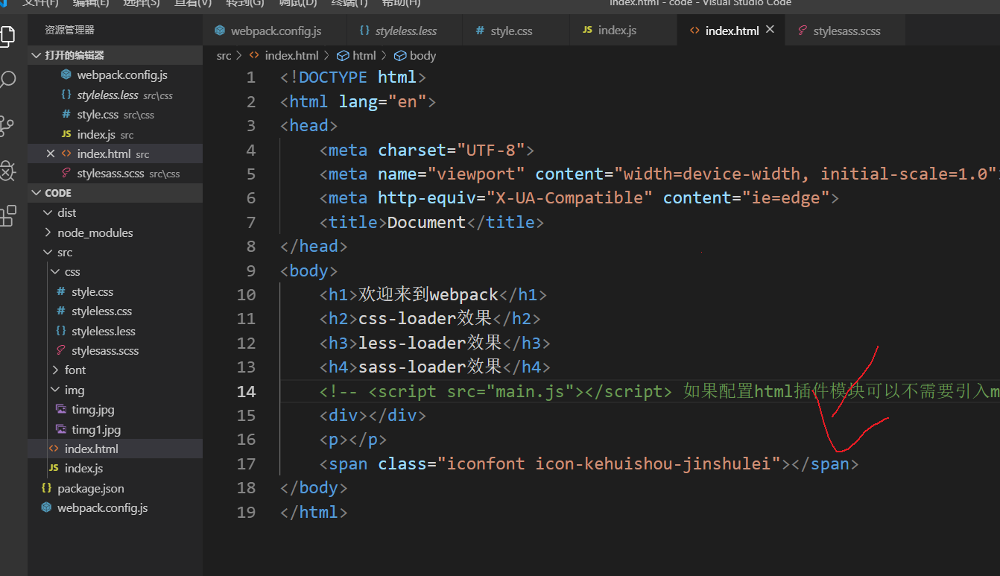 文件(F) 编辑(E) 选择(S) 查看(V) 转到(G) 调试(D) 终端(T) 帮助(H) index.html - code - Visual Studio Code
资源管理器
webpack.config.js styleless.less style.css index.js index.html stylesass.scss
打开的编辑器
webpack.config.js
styleless.less src\css
style.css src\css
index.js src
index.html src
stylesass.scss src\css
CODE
dist
node_modules
src
css
style.css
styleless.css
styleless.less
stylesass.scss
font
img
timg.jpg
timg1.jpg
index.html
index.js
package.json
webpack.config.js
src > index.html > html > body
1 <!DOCTYPE html>
2 <html lang="en">
3 <head>
4 <meta charset="UTF-8">
5 <meta name="viewport" content="width=device-width, initial-scale=1.0"
6 <meta http-equiv="X-UA-Compatible" content="ie=edge">
7 <title>Document</title>
8 </head>
9 <body>
10 <h1>欢迎来到webpack</h1>
11 <h2>css-loader效果</h2>
12 <h3>less-loader效果</h3>
13 <h4>sass-loader效果</h4>
14 <!-- <script src="main.js"></script> 如果配置html插件模块可以不需要引入m
15 <div></div>
16 <p></p>
17 <span class="iconfont icon-kehuishou-jinshulei"></span>
18 </body>
19 </html>